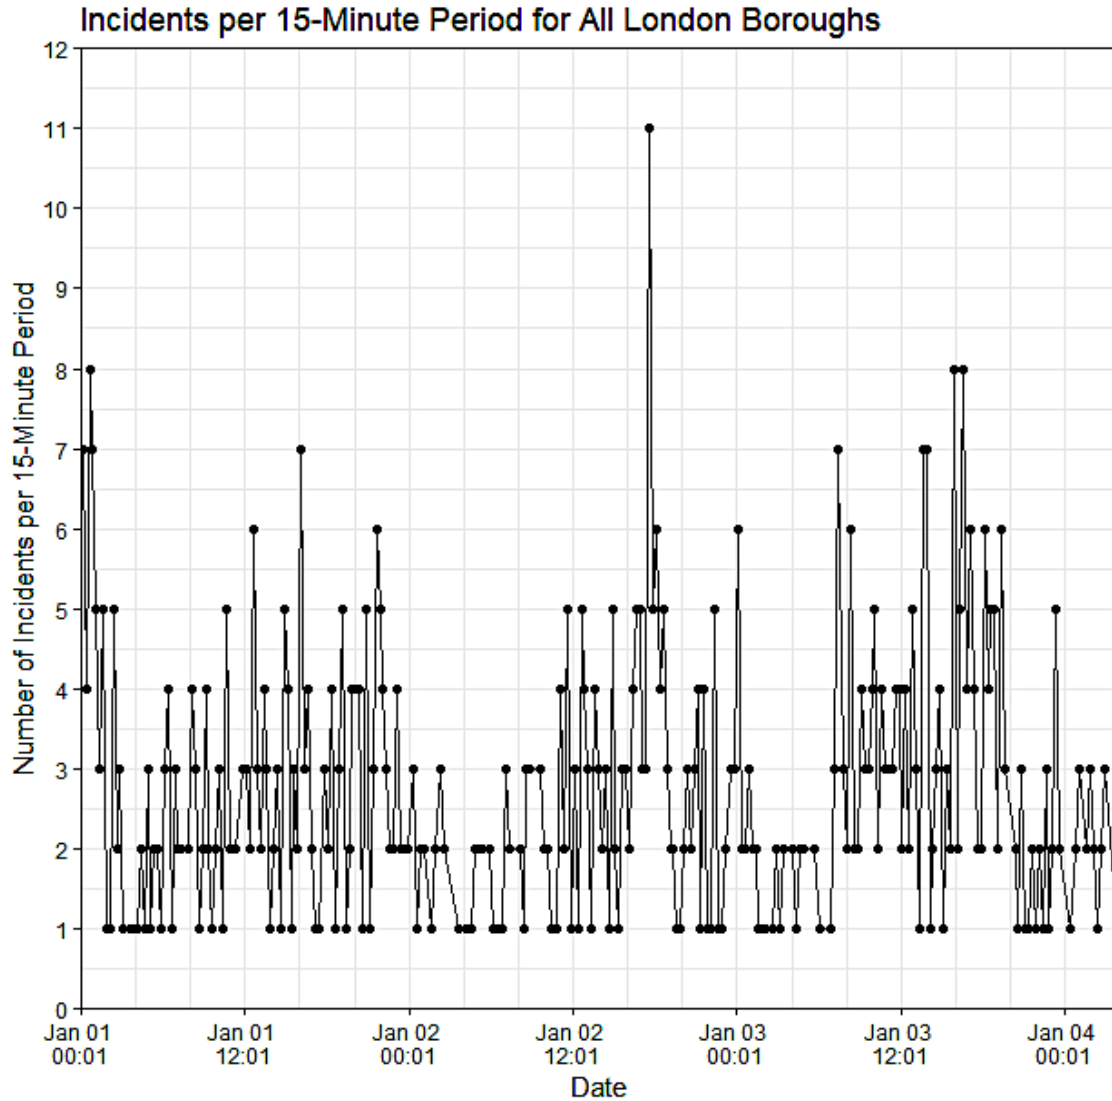 Incidents per 15-Minute Period for All London Boroughs
Number of Incidents per 15-Minute Period
12
11
10
9
8
7
6
5
4
3
2
1
0
Jan 01
00:01
Jan 01
12:01
Jan 02
00:01
Jan 02
12:01
Jan 03
00:01
Jan 03
12:01
Jan 04
00:01
Date